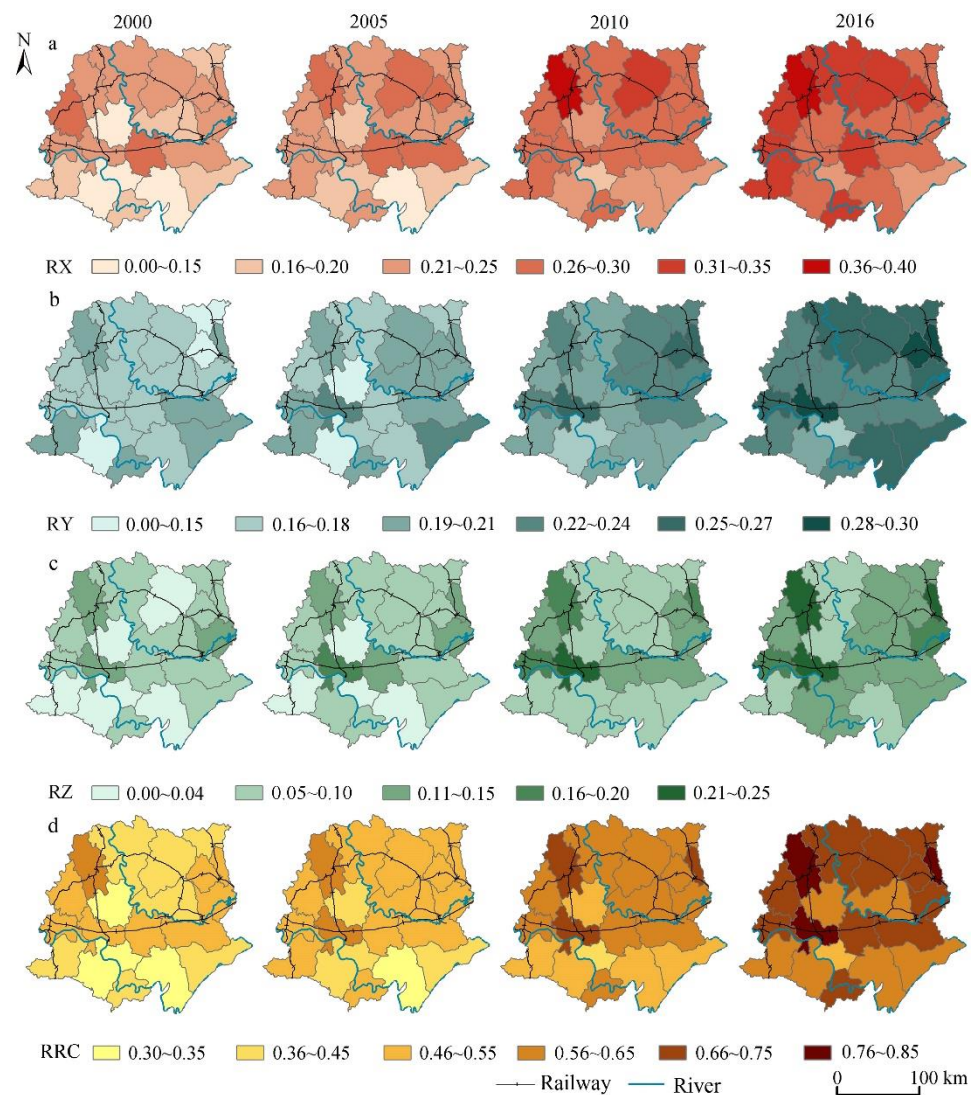 2000 2005 2010 2016
N
a
RX 0.00~0.15 0.16~0.20 0.21~0.25 0.26~0.30 0.31~0.35 0.36~0.40
b
RY 0.00~0.15 0.16~0.18 0.19~0.21 0.22~0.24 0.25~0.27 0.28~0.30
c
RZ 0.00~0.04 0.05~0.10 0.11~0.15 0.16~0.20 0.21~0.25
d
RRC 0.30~0.35 0.36~0.45 0.46~0.55 0.56~0.65 0.66~0.75 0.76~0.85
Railway River
0 100 km